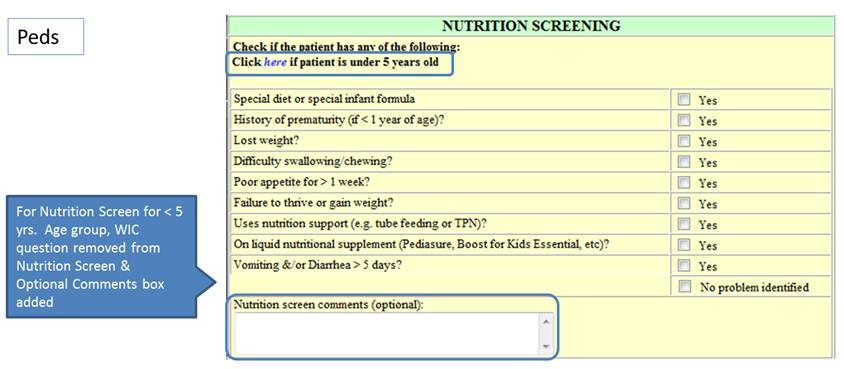 Peds
NUTRITION SCREENING
Check if the patient has any of the following:
Click here if patient is under 5 years old
Special diet or special infant formula
Yes
History of prematurity (if < 1 year of age)?
Yes
Lost weight?
Yes
Difficulty swallowing/chewing?
Yes
Poor appetite for > 1 week?
Yes
Failure to thrive or gain weight?
Yes
Uses nutrition support (e.g. tube feeding or TPN)?
Yes
On liquid nutritional supplement (Pediasure, Boost for Kids Essential, etc)?
Yes
Vomiting &/or Diarrhea > 5 days?
Yes
No problem identified
Nutrition screen comments (optional):
For Nutrition Screen for < 5
yrs. Age group, WIC
question removed from
Nutrition Screen &
Optional Comments box
added